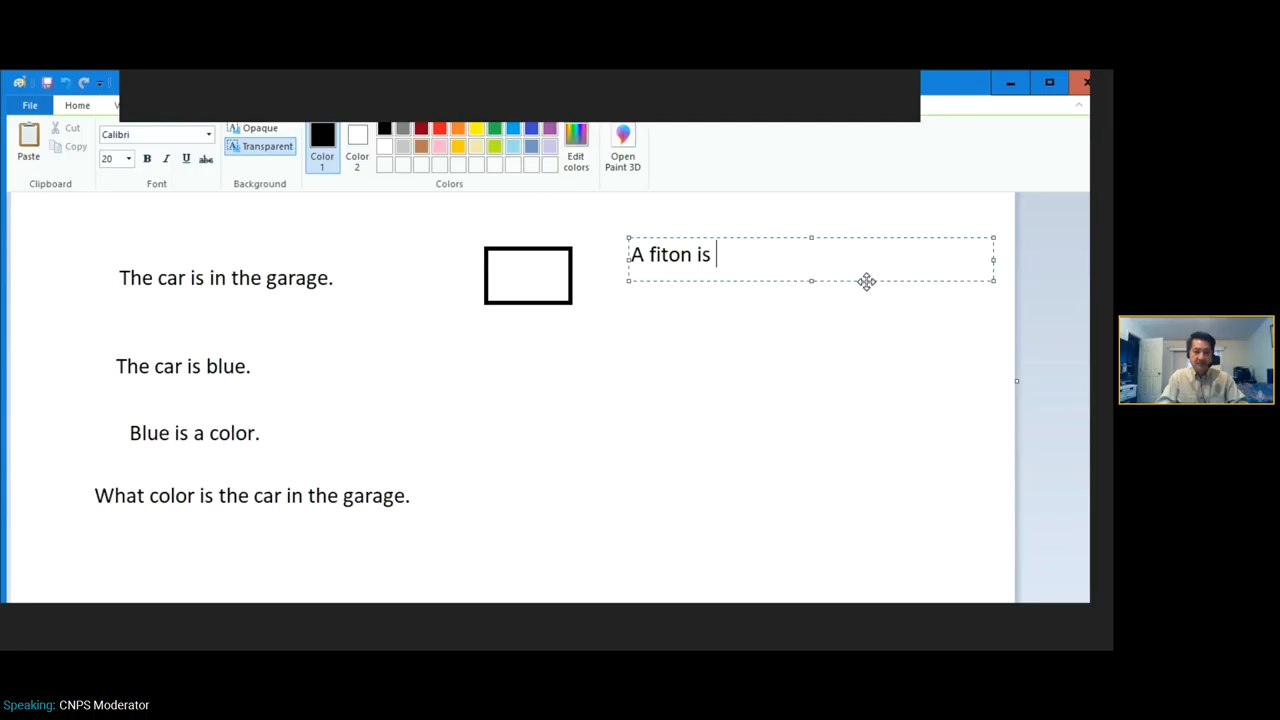 File
Home
V
Cut
Copy
Paste
Clipboard
Calibri
20
B I U abc
Font
A Opaque
A Transparent
Background
Color 1
Color 2
Edit colors
Colors
Open Paint 3D
The car is in the garage.
A fiton is
The car is blue.
Blue is a color.
What color is the car in the garage.
Speaking: CNPS Moderator